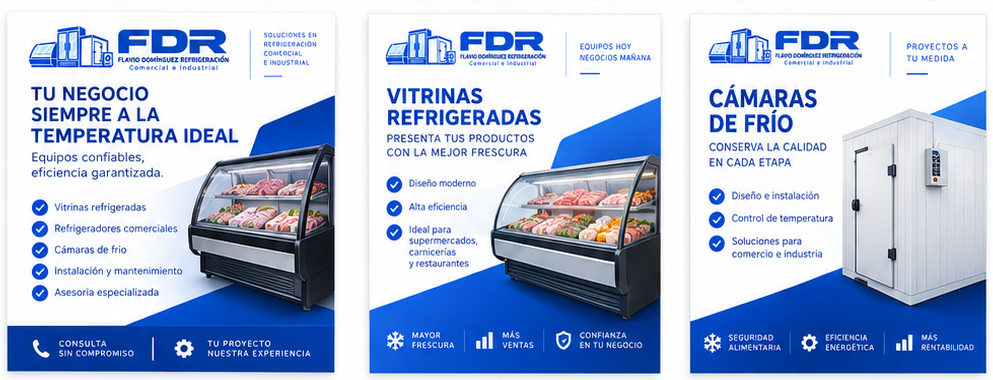 FDR
FLAVIO DOMÍNGUEZ REFRIGERACIÓN
Comercial e Industrial
SOLUCIONES EN
REFRIGERACIÓN
COMERCIAL
E INDUSTRIAL
TU NEGOCIO
SIEMPRE A LA
TEMPERATURA IDEAL
Equipos confiables,
eficiencia garantizada.
Vitrinas refrigeradas
Refrigeradores comerciales
Cámaras de frío
Instalación y mantenimiento
Asesoría especializada
CONSULTA
SIN COMPROMISO
TU PROYECTO
NUESTRA EXPERIENCIA
FDR
FLAVIO DOMÍNGUEZ REFRIGERACIÓN
Comercial e Industrial
EQUIPOS HOY
NEGOCIOS MAÑANA
VITRINAS
REFRIGERADAS
PRESENTA TUS PRODUCTOS
CON LA MEJOR FRESCURA
Diseño moderno
Alta eficiencia
Ideal para
supermercados,
carnicerías
y restaurantes
MAYOR
FRESCURA
MÁS
VENTAS
CONFIANZA
EN TU NEGOCIO
FDR
FLAVIO DOMÍNGUEZ REFRIGERACIÓN
Comercial e Industrial
PROYECTOS A
TU MEDIDA
CÁMARAS
DE FRÍO
CONSERVA LA CALIDAD
EN CADA ETAPA
Diseño e instalación
Control de temperatura
Soluciones para
comercio e industria
SEGURIDAD
ALIMENTARIA
EFICIENCIA
ENERGÉTICA
MÁS
RENTABILIDAD